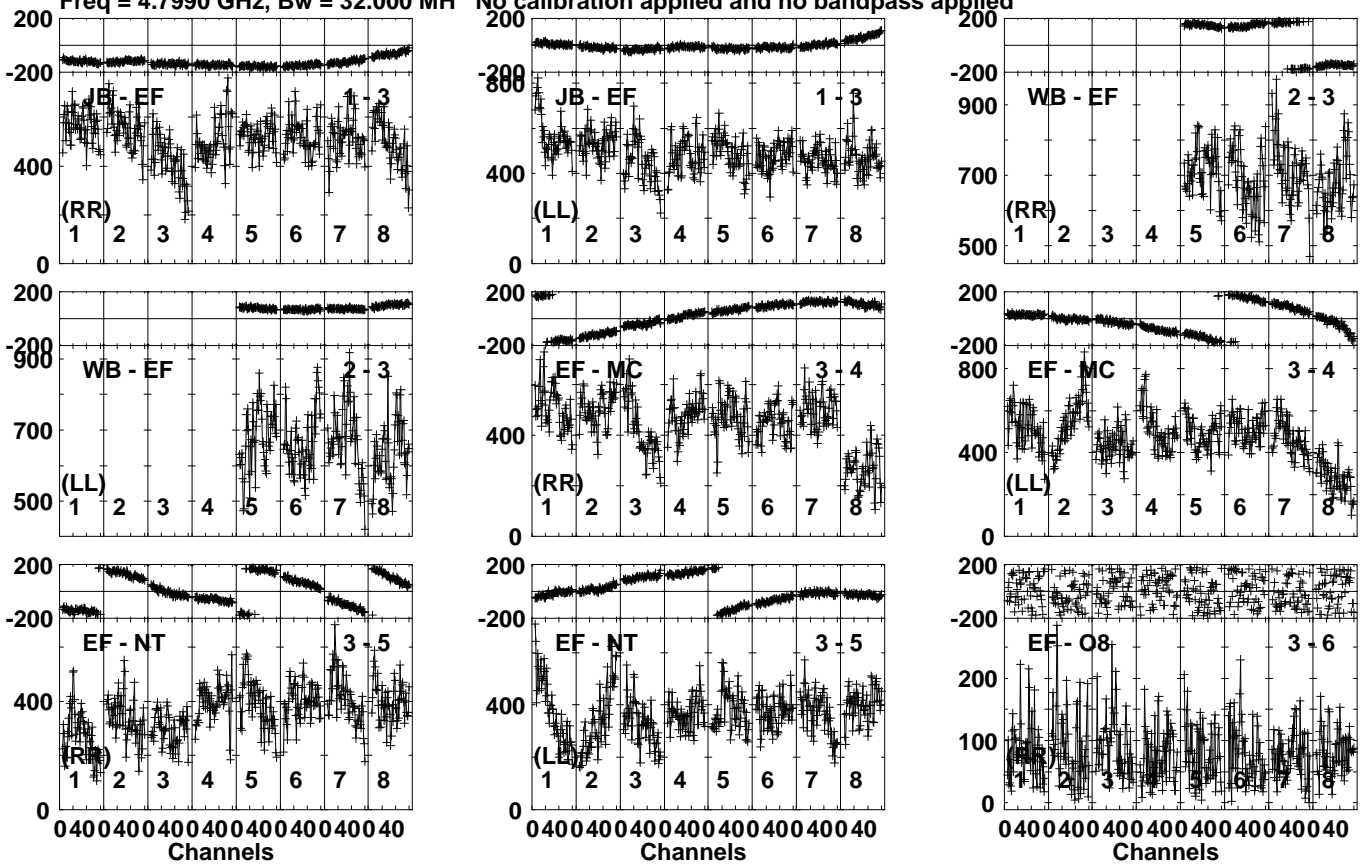 Freq = 4.7990 GHz, Bw = 32.000 MH No calibration applied and no bandpass applied
200
-200
JB - EF 1 - 3
400
(RR)
1 2 3 4 5 6 7 8
0
200
-200
800
JB - EF 1 - 3
400
(LL)
1 2 3 4 5 6 7 8
0
200
-200
900
WB - EF 2 - 3
700
(RR)
1 2 3 4 5 6 7 8
500
200
-200
900
WB - EF 2 - 3
700
(LL)
500
1 2 3 4 5 6 7 8
200
-200
EF - MC 3 - 4
400
(RR)
1 2 3 4 5 6 7 8
0
200
-200
800
EF - MC 3 - 4
400
(LL)
1 2 3 4 5 6 7 8
0
200
-200
EF - NT 3 - 5
400
(RR)
1 2 3 4 5 6 7 8
0
0 40 0 40 0 40 0 40 0 40 0 40 0 40 0 40
Channels
200
-200
EF - NT 3 - 5
400
(LL)
1 2 3 4 5 6 7 8
0
0 40 0 40 0 40 0 40 0 40 0 40 0 40 0 40
Channels
200
-200
EF - O8 3 - 6
200
100
(RR)
1 2 3 4 5 6 7 8
0
0 40 0 40 0 40 0 40 0 40 0 40 0 40 0 40
Channels